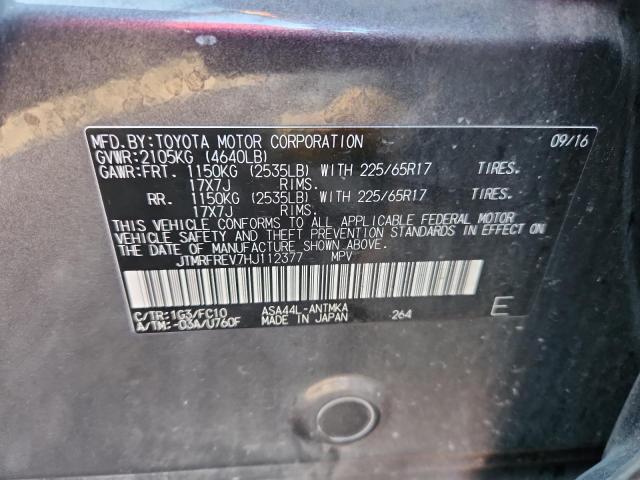 MFD.BY:TOYOTA MOTOR CORPORATION 09/16
GVWR:2105KG (4640LB)
GAWR:FRT. 1150KG (2535LB) WITH 225/65R17 TIRES.
17X7J RIMS.
RR. 1150KG (2535LB) WITH 225/65R17 TIRES.
17X7J RIMS.
THIS VEHICLE CONFORMS TO ALL APPLICABLE FEDERAL MOTOR
VEHICLE SAFETY AND THEFT PREVENTION STANDARDS IN EFFECT ON
THE DATE OF MANUFACTURE SHOWN ABOVE.
JTMRFREV7HJ112377 MPV
C/TR:1G3/FC10 ASA44L-ANTMKA 264 E
A/TM:-03A/U760F MADE IN JAPAN